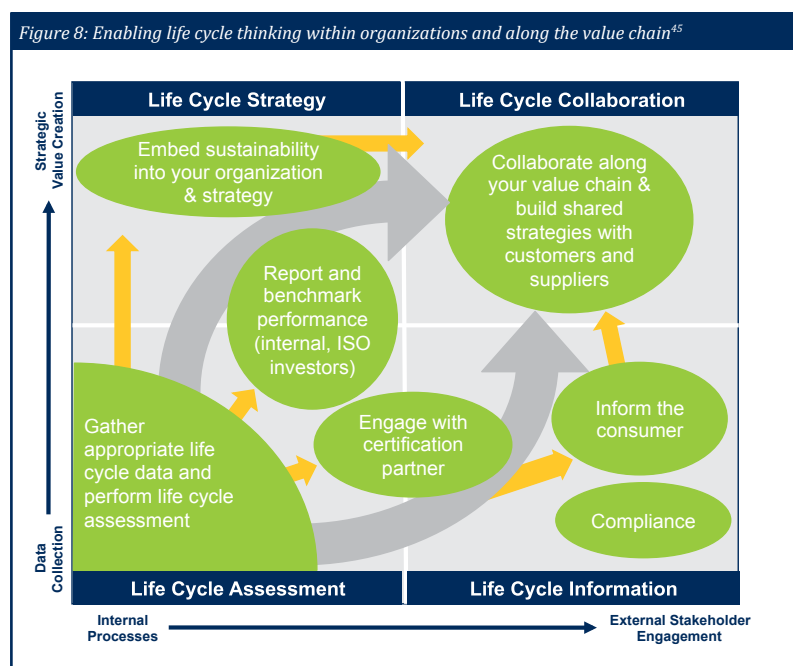 Figure 8: Enabling life cycle thinking within organizations and along the value chain45
Life Cycle Strategy
Life Cycle Collaboration
Strategic
Value Creation
Embed sustainability
into your organization
& strategy
Collaborate along
your value chain &
build shared
strategies with
customers and
suppliers
Report and
benchmark
performance
(internal, ISO
investors)
Gather
appropriate life
cycle data and
perform life cycle
assessment
Engage with
certification
partner
Inform the
consumer
Compliance
Data
Collection
Life Cycle Assessment
Life Cycle Information
Internal
Processes
External Stakeholder
Engagement